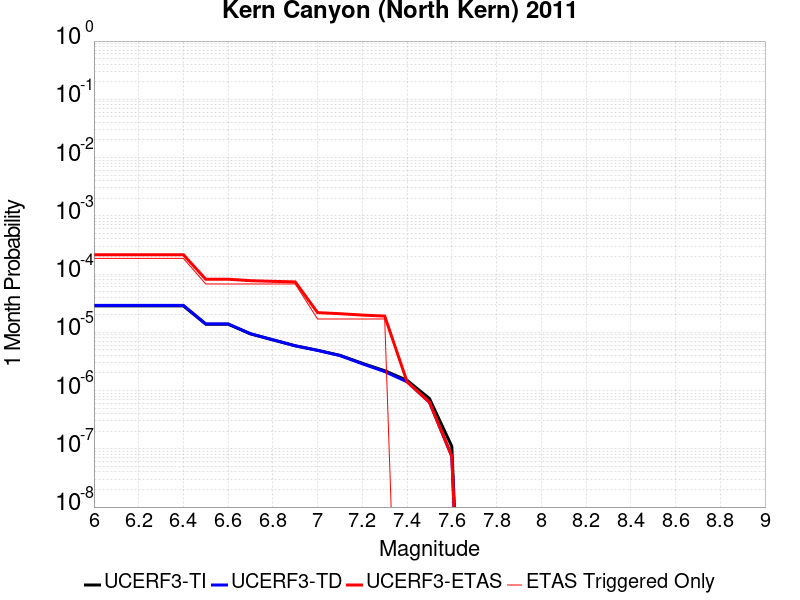 Kern Canyon (North Kern) 2011
1 Month Probability
10^0
10^-1
10^-2
10^-3
10^-4
10^-5
10^-6
10^-7
10^-8
6 6.2 6.4 6.6 6.8 7 7.2 7.4 7.6 7.8 8 8.2 8.4 8.6 8.8 9
Magnitude
UCERF3-TI UCERF3-TD UCERF3-ETAS ETAS Triggered Only